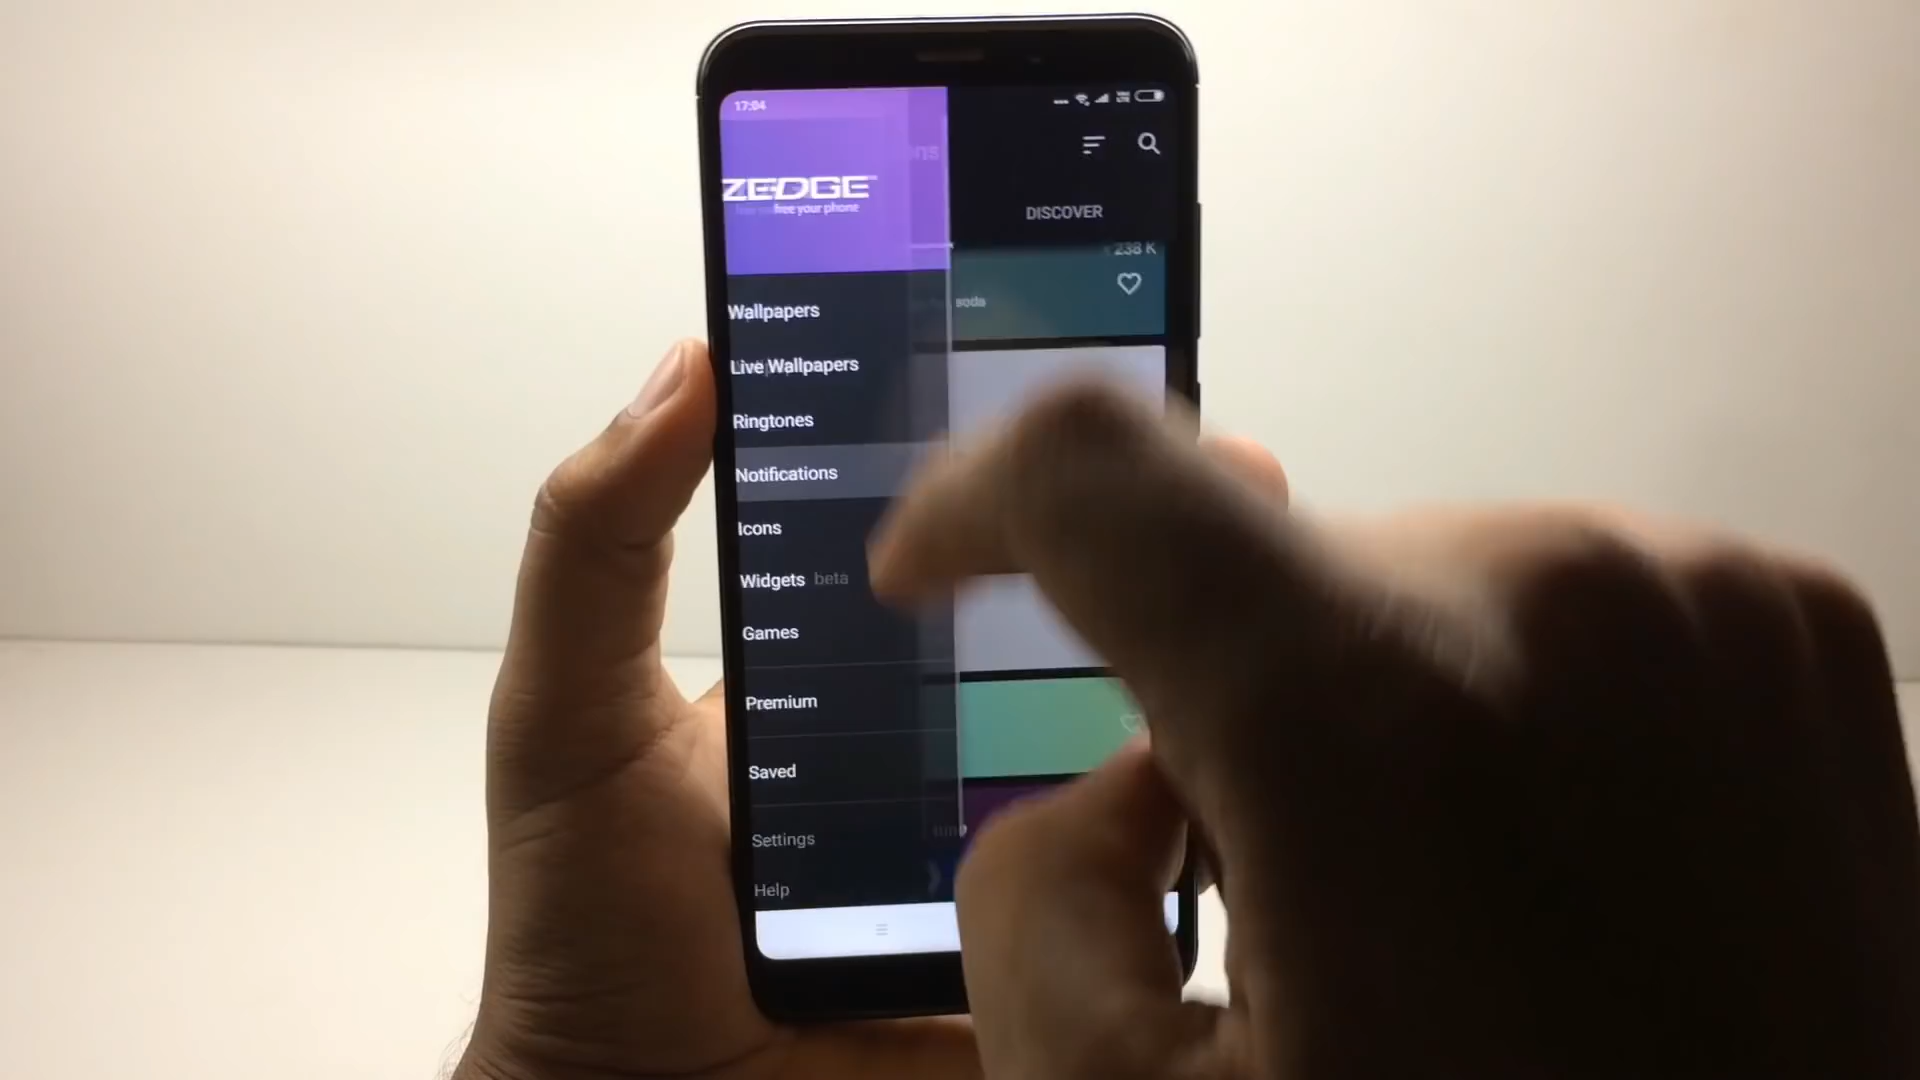 17:04
ZEDGE
free your phone
DISCOVER
238 K
soda
Wallpapers
Live Wallpapers
Ringtones
Notifications
Icons
Widgets beta
Games
Premium
Saved
Settings
Help